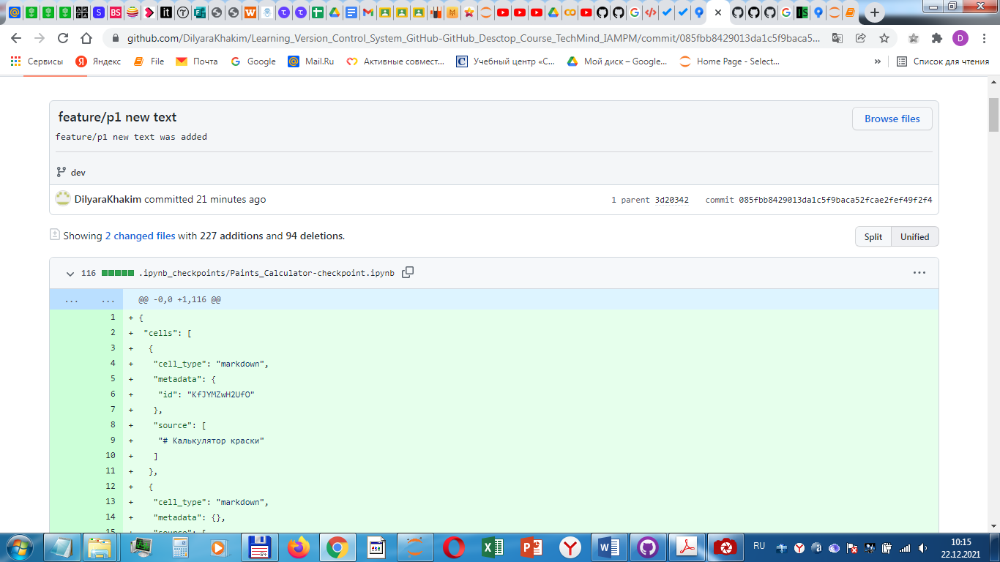 github.com/DilyaraKhakim/Learning_Version_Control_System_GitHub-GitHub_Desctop_Course_TechMind_IAMPM/commit/085fbb8429013da1c5f9baca5...
Сервисы Яндекс File Почта Google Mail.Ru Активные совмест... Учебный центр «С... Мой диск – Google... Home Page - Select... » Список для чтения
feature/p1 new text
Browse files
feature/p1 new text was added
dev
DilyaraKhakim committed 21 minutes ago
1 parent 3d20342 commit 085fbb8429013da1c5f9baca52fcae2fef49f2f4
Showing 2 changed files with 227 additions and 94 deletions.
Split Unified
116 .ipynb_checkpoints/Paints_Calculator-checkpoint.ipynb
... ... @@ -0,0 +1,116 @@
1 + {
2 + "cells": [
3 + {
4 + "cell_type": "markdown",
5 + "metadata": {
6 + "id": "KfJYMZwH2UfO"
7 + },
8 + "source": [
9 + "# Калькулятор краски"
10 + ]
11 + },
12 + {
13 + "cell_type": "markdown",
14 + "metadata": {},
15 + "source": [
RU
10:15
22.12.2021